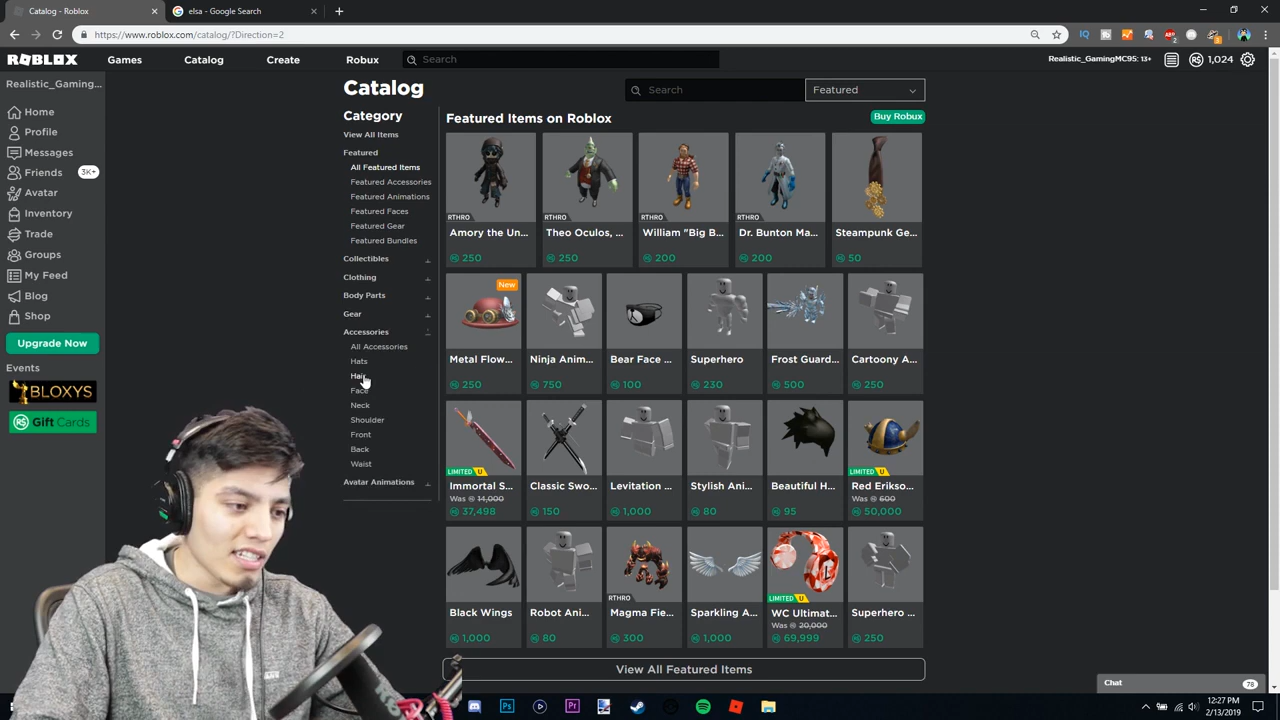 Catalog - Roblox
elsa - Google Search
https://www.roblox.com/catalog/?Direction=2
ROBLOX
Games
Catalog
Create
Robux
Search
Realistic_GamingMC95: 13+
1,024
Realistic_Gaming...
Home
Profile
Messages
Friends
3K+
Avatar
Inventory
Trade
Groups
My Feed
Blog
Shop
Upgrade Now
Events
BLOXYS
Gift Cards
Catalog
Search
Featured
Category
View All Items
Featured
All Featured Items
Featured Accessories
Featured Animations
Featured Faces
Featured Gear
Featured Bundles
Collectibles
Clothing
Body Parts
Gear
Accessories
All Accessories
Hats
Hair
Face
Neck
Shoulder
Front
Back
Waist
Avatar Animations
Featured Items on Roblox
Buy Robux
RTHRO
RTHRO
RTHRO
RTHRO
Amory the Un...
Theo Oculos, ...
William "Big B...
Dr. Bunton Ma...
Steampunk Ge...
250
250
200
200
50
New
Metal Flow...
Ninja Anim...
Bear Face ...
Superhero
Frost Guard...
Cartoony A...
250
750
100
230
500
250
LIMITED U
LIMITED U
Immortal S...
Classic Swo...
Levitation ...
Stylish Ani...
Beautiful H...
Red Erikso...
Was 14,000
Was 600
37,498
150
1,000
80
95
50,000
RTHRO
LIMITED U
Black Wings
Robot Ani...
Magma Fie...
Sparkling A...
WC Ultimat...
Superhero ...
Was 20,000
1,000
80
300
1,000
69,999
250
View All Featured Items
Chat
78
Ps
Pr
12:27 PM
2/13/2019